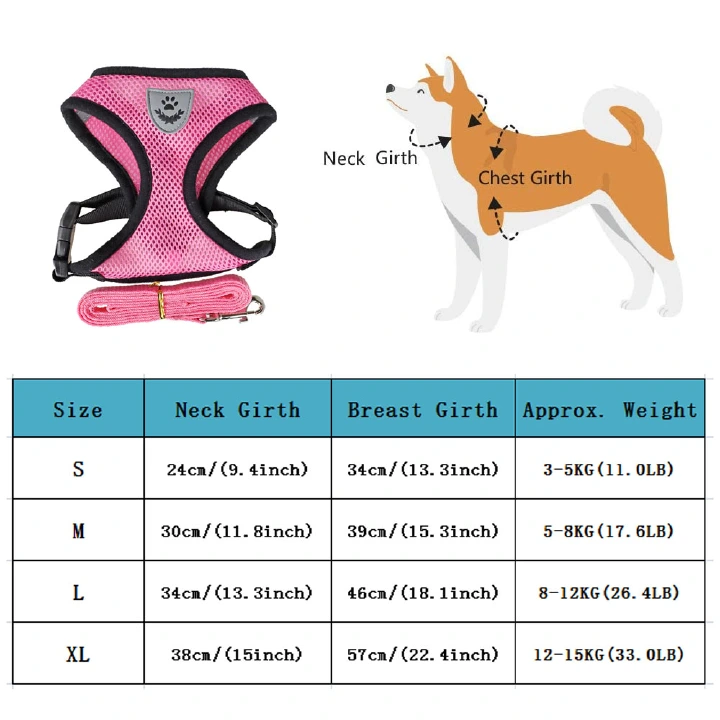 Neck Girth
Chest Girth
Size Neck Girth Breast Girth Approx. Weight
S 24cm/(9.4inch) 34cm/(13.3inch) 3-5KG(11.0LB)
M 30cm/(11.8inch) 39cm/(15.3inch) 5-8KG(17.6LB)
L 34cm/(13.3inch) 46cm/(18.1inch) 8-12KG(26.4LB)
XL 38cm/(15inch) 57cm/(22.4inch) 12-15KG(33.0LB)